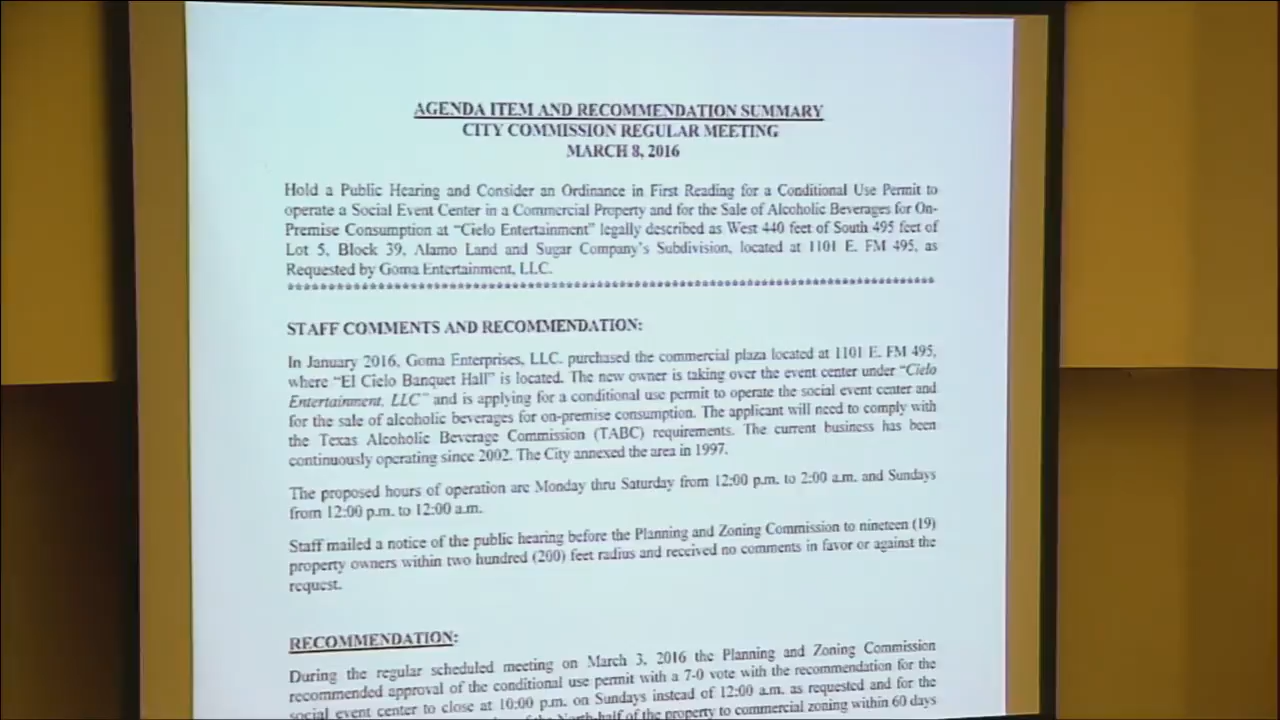 AGENDA ITEM AND RECOMMENDATION SUMMARY
CITY COMMISSION REGULAR MEETING
MARCH 8, 2016
Hold a Public Hearing and Consider an Ordinance in First Reading for a Conditional Use Permit to
operate a Social Event Center in a Commercial Property and for the Sale of Alcoholic Beverages for On-
Premise Consumption at "Cielo Entertainment" legally described as West 440 feet of South 495 feet of
Lot 5, Block 39, Alamo Land and Sugar Company's Subdivision, located at 1101 E. FM 495, as
Requested by Goma Entertainment, LLC.
STAFF COMMENTS AND RECOMMENDATION:
In January 2016, Goma Enterprises, LLC. purchased the commercial plaza located at 1101 E. FM 495,
where "El Cielo Banquet Hall" is located. The new owner is taking over the event center under "Cielo
Entertainment, LLC" and is applying for a conditional use permit to operate the social event center and
for the sale of alcoholic beverages for on-premise consumption. The applicant will need to comply with
the Texas Alcoholic Beverage Commission (TABC) requirements. The current business has been
continuously operating since 2002. The City annexed the area in 1997.
The proposed hours of operation are Monday thru Saturday from 12:00 p.m. to 2:00 a.m. and Sundays
from 12:00 p.m. to 12:00 a.m.
Staff mailed a notice of the public hearing before the Planning and Zoning Commission to nineteen (19)
property owners within two hundred (200) feet radius and received no comments in favor or against the
request.
RECOMMENDATION:
During the regular scheduled meeting on March 3, 2016 the Planning and Zoning Commission
recommended approval of the conditional use permit with a 7-0 vote with the recommendation for the
social event center to close at 10:00 p.m. on Sundays instead of 12:00 a.m. as requested and for the
of the North-half of the property to commercial zoning within 60 days